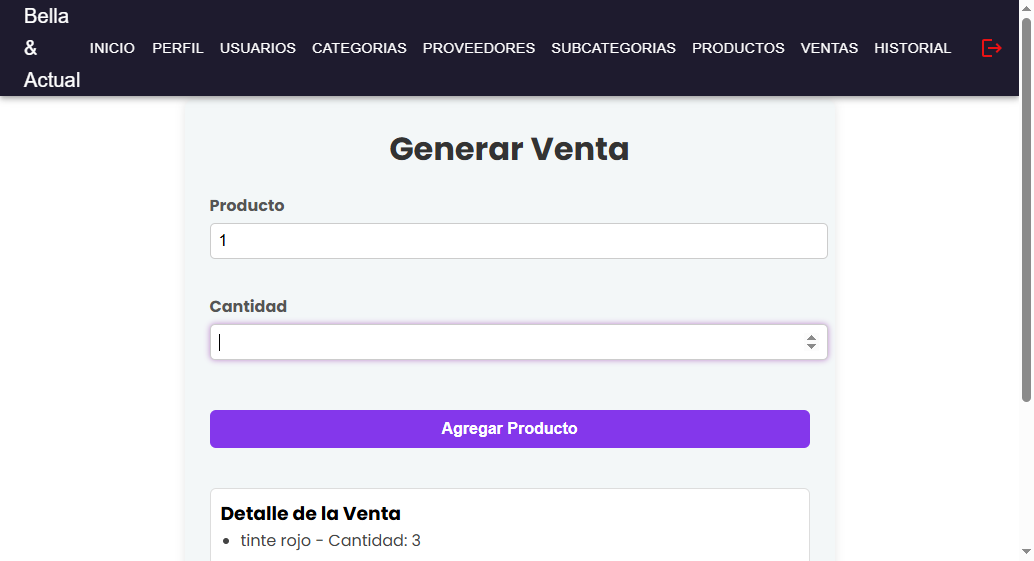 Bella
&
Actual
INICIO PERFIL USUARIOS CATEGORIAS PROVEEDORES SUBCATEGORIAS PRODUCTOS VENTAS HISTORIAL
Generar Venta
Producto
1
Cantidad
Agregar Producto
Detalle de la Venta
• tinte rojo - Cantidad: 3